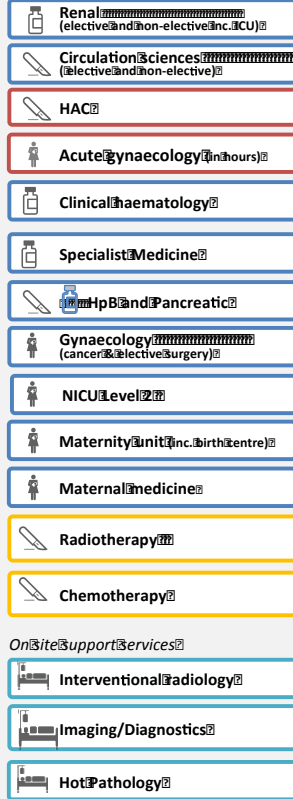 Renal
(elective and non-elective inc. ICU)
Circulation sciences
(elective and non-elective)
HAC
Acute gynaecology (in hours)
Clinical haematology
Specialist Medicine
HpB and Pancreatic
Gynaecology
(cancer & elective surgery)
NICU Level 2
Maternity unit (inc. birth centre)
Maternal medicine
Radiotherapy
Chemotherapy
On site support services
Interventional radiology
Imaging/Diagnostics
Hot Pathology